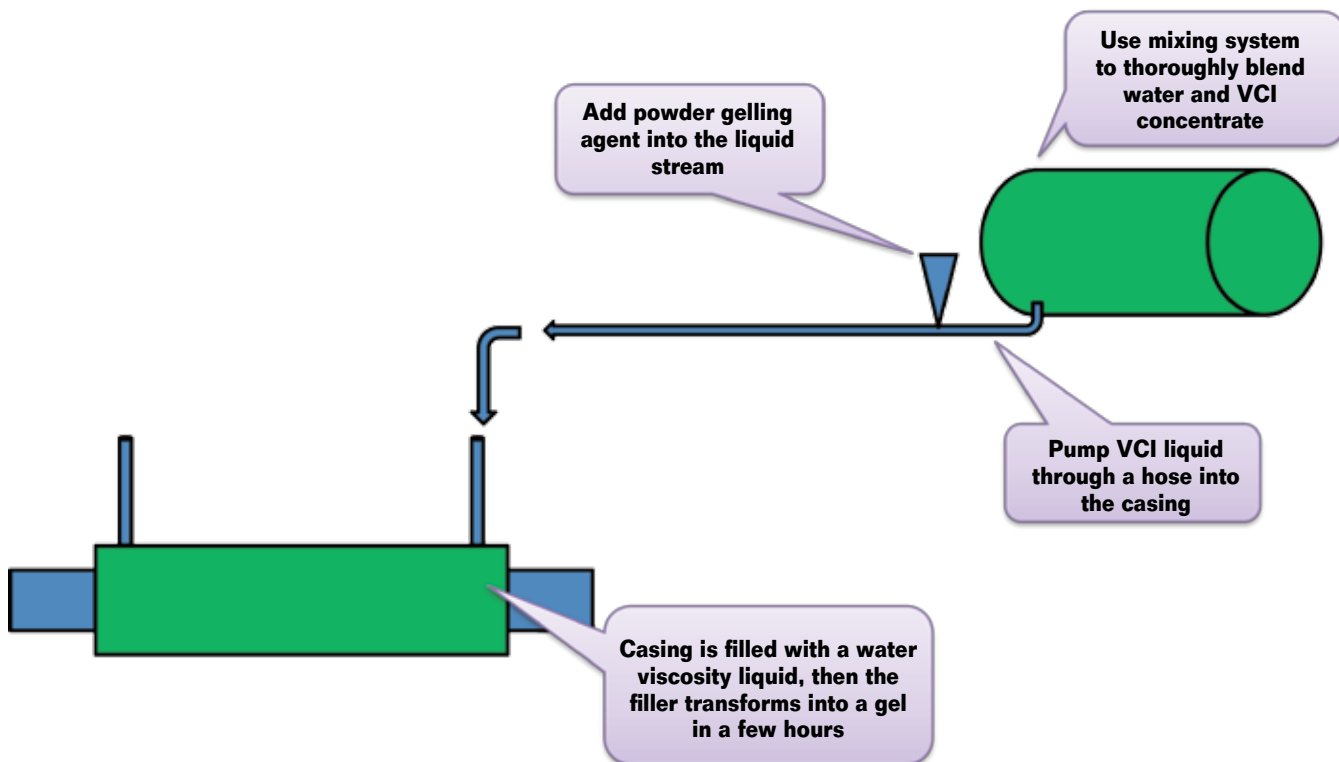 Use mixing system
to thoroughly blend
water and VCI
concentrate
Add powder gelling
agent into the liquid
stream
Pump VCI liquid
through a hose into
the casing
Casing is filled with a water
viscosity liquid, then the
filler transforms into a gel
in a few hours